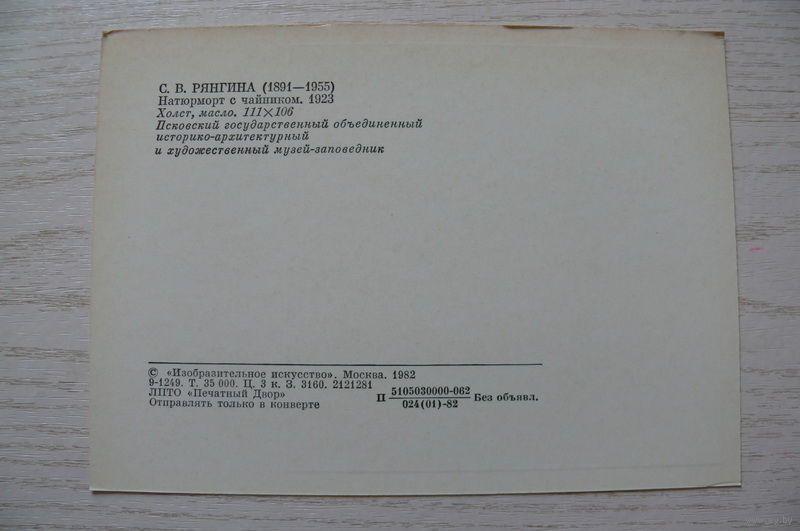 С. В. РЯНГИНА (1891—1955)
Натюрморт с чайником. 1923
Холст, масло. 111×106
Псковский государственный объединенный
историко-архитектурный
и художественный музей-заповедник
© «Изобразительное искусство». Москва. 1982
9-1249. Т. 35 000. Ц. 3 к. З. 3160. 2121281
ЛПТО «Печатный Двор»
Отправлять только в конверте
П 5105030000-062 Без объявл.
024(01)-82